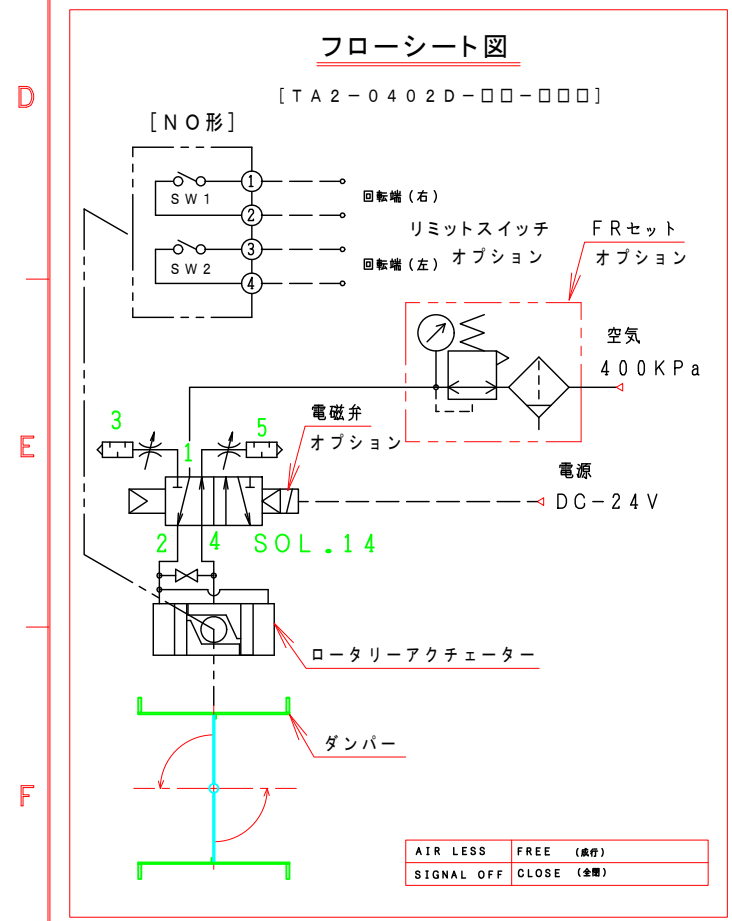 フローシート図
[TA2-0402D-□□-□□□]
D
[NO形]
1
SW1
2
3
SW2
4
回転端(右)
回転端(左)
リミットスイッチ
オプション
FRセット
オプション
空気
400KPa
E
3
1
5
電磁弁
オプション
電源
DC-24V
2
4
SOL.14
ロータリーアクチェーター
ダンパー
F
AIR LESS FREE (成行)
SIGNAL OFF CLOSE (全閉)